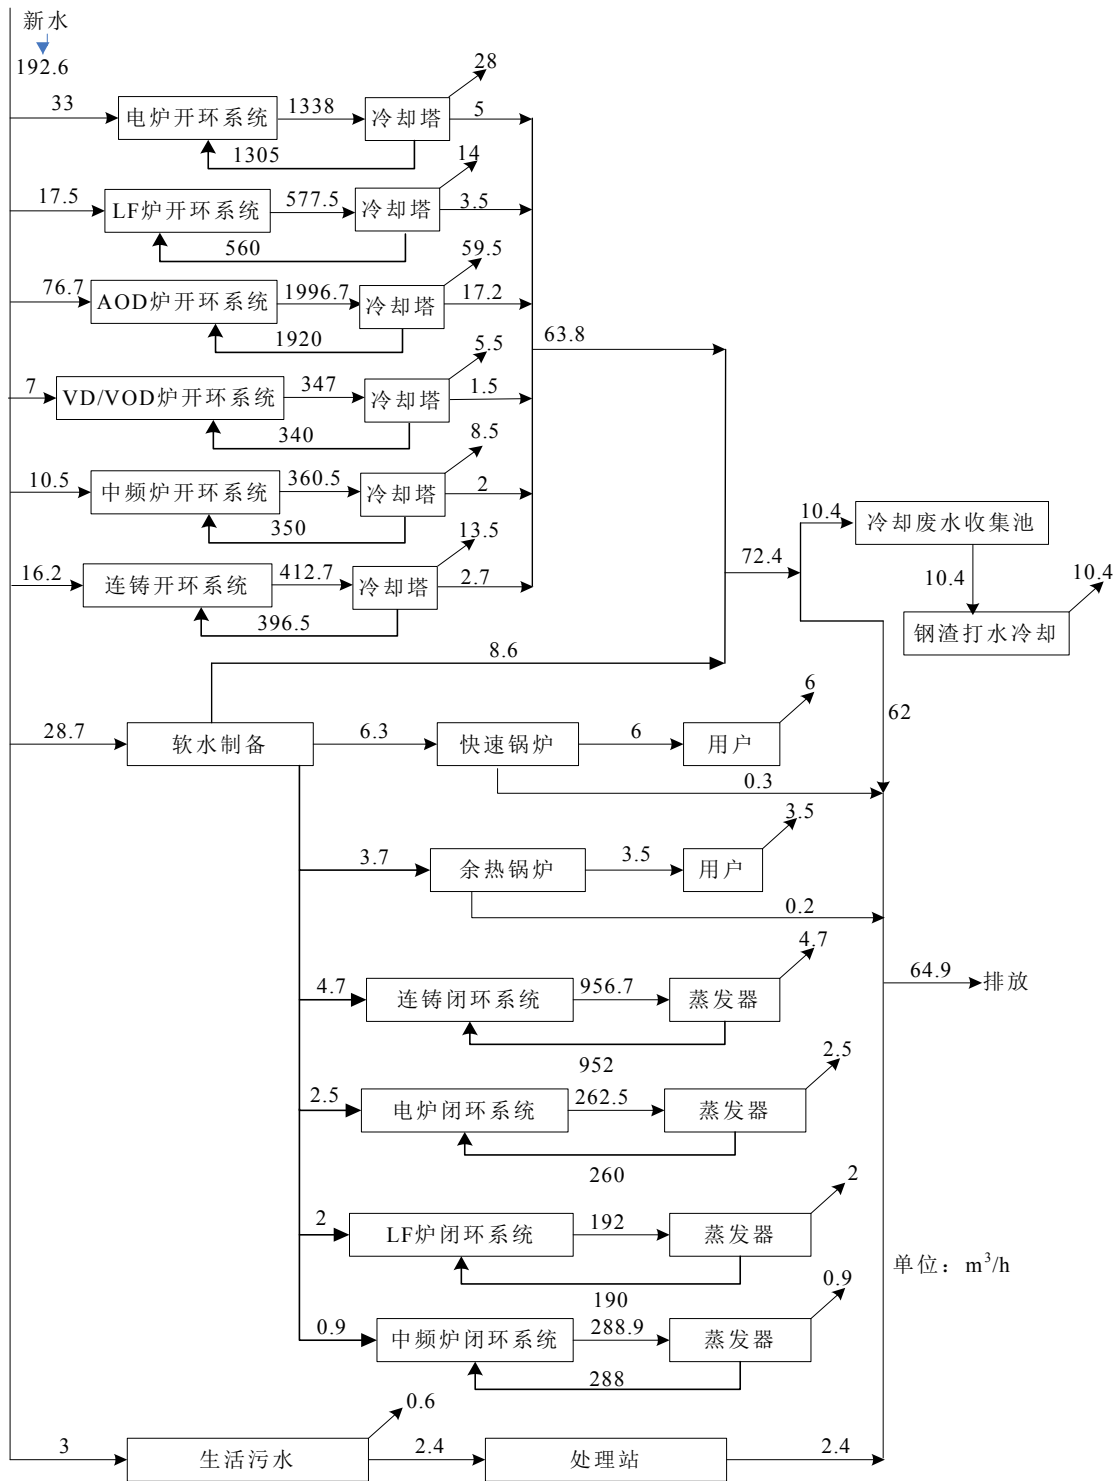 新水
192.6
28
33
电炉开环系统
1338
冷却塔
5
1305
14
17.5
LF炉开环系统
577.5
冷却塔
3.5
560
59.5
76.7
AOD炉开环系统
1996.7
冷却塔
17.2
1920
63.8
5.5
7
VD/VOD炉开环系统
347
冷却塔
1.5
340
8.5
10.5
中频炉开环系统
360.5
冷却塔
2
350
13.5
16.2
连铸开环系统
412.7
冷却塔
2.7
396.5
72.4
10.4
冷却废水收集池
10.4
10.4
钢渣打水冷却
8.6
62
6
28.7
软水制备
6.3
快速锅炉
6
用户
0.3
3.5
3.7
余热锅炉
3.5
用户
0.2
4.7
4.7
连铸闭环系统
956.7
蒸发器
952
64.9
排放
2.5
2.5
电炉闭环系统
262.5
蒸发器
260
2
2
LF炉闭环系统
192
蒸发器
190
单位：m³/h
0.9
0.9
中频炉闭环系统
288.9
蒸发器
288
0.6
3
生活污水
2.4
处理站
2.4